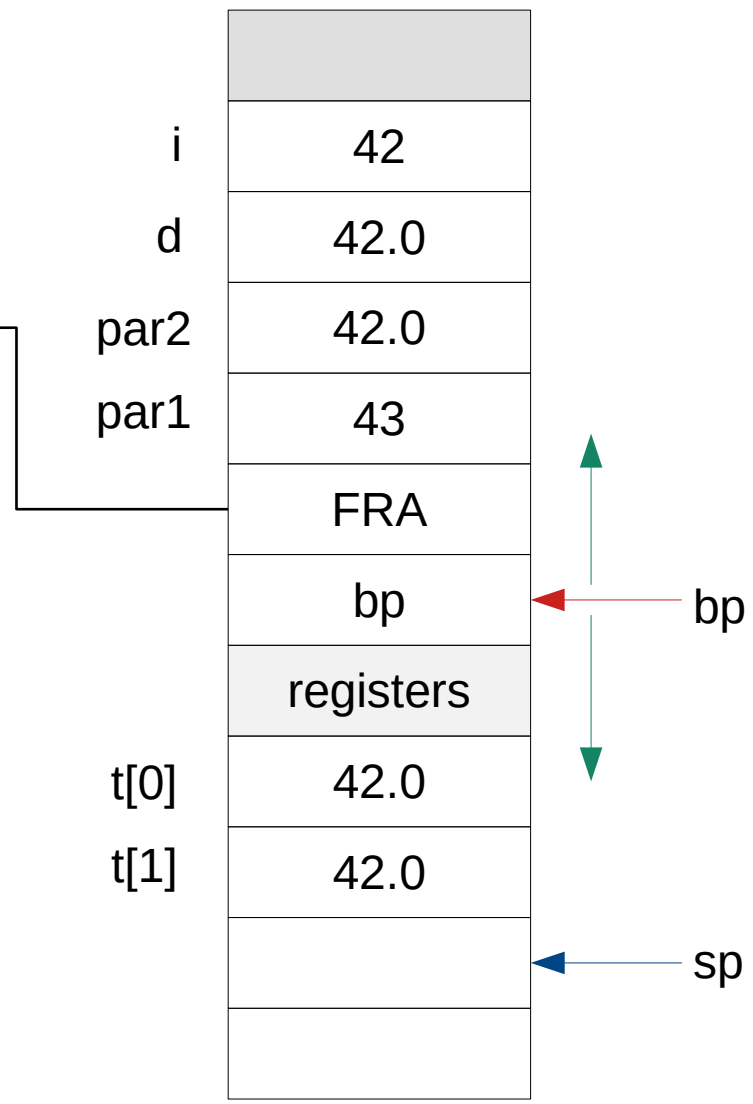 i 42
d 42.0
par2 42.0
par1 43
FRA
bp bp
registers
t[0] 42.0
t[1] 42.0
sp